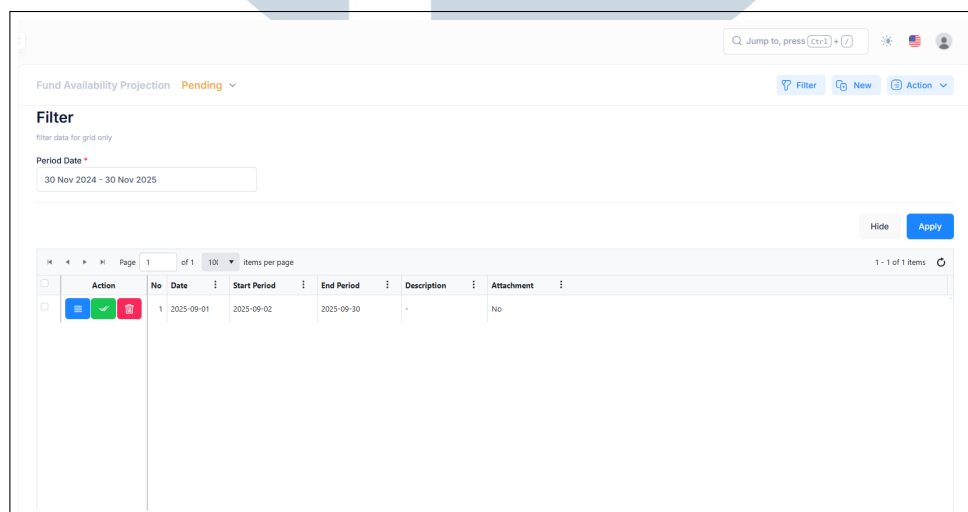 Jump to, press Ctrl + /
Fund Availability Projection Pending
Filter New Action
Filter
filter data for grid only
Period Date *
30 Nov 2024 - 30 Nov 2025
Hide Apply
Page 1 of 1 10 items per page 1 - 1 of 1 items
Action No Date Start Period End Period Description Attachment
1 2025-09-01 2025-09-02 2025-09-30 - No